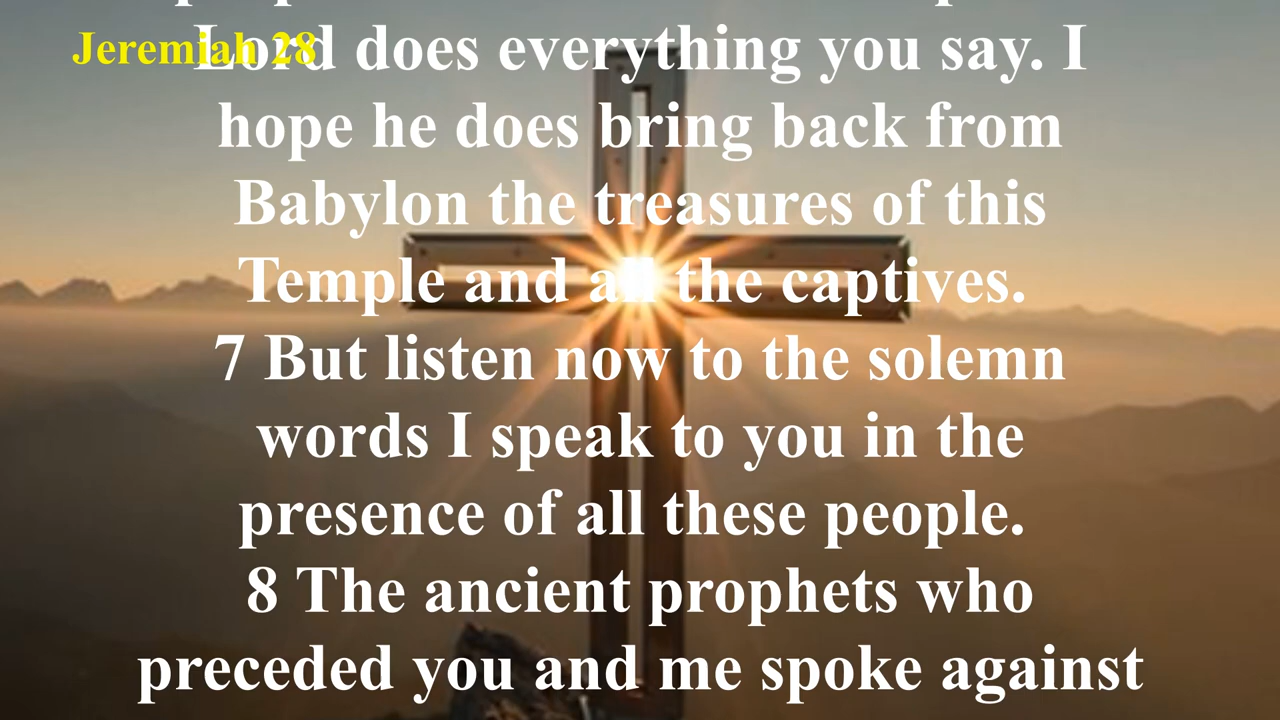 Jeremiah 28
Lord does everything you say. I
hope he does bring back from
Babylon the treasures of this
Temple and all the captives.
7 But listen now to the solemn
words I speak to you in the
presence of all these people.
8 The ancient prophets who
preceded you and me spoke against